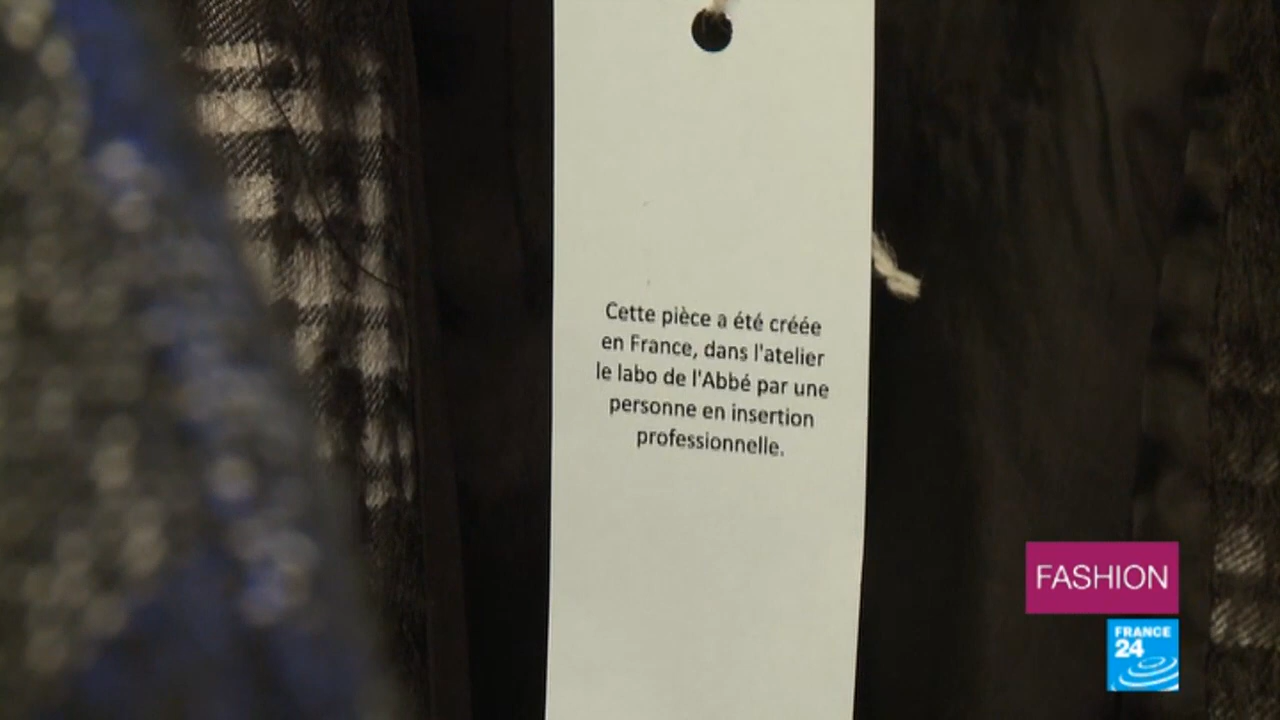 Cette pièce a été créée
en France, dans l'atelier
le labo de l'Abbé par une
personne en insertion
professionnelle.
FASHION
FRANCE
24